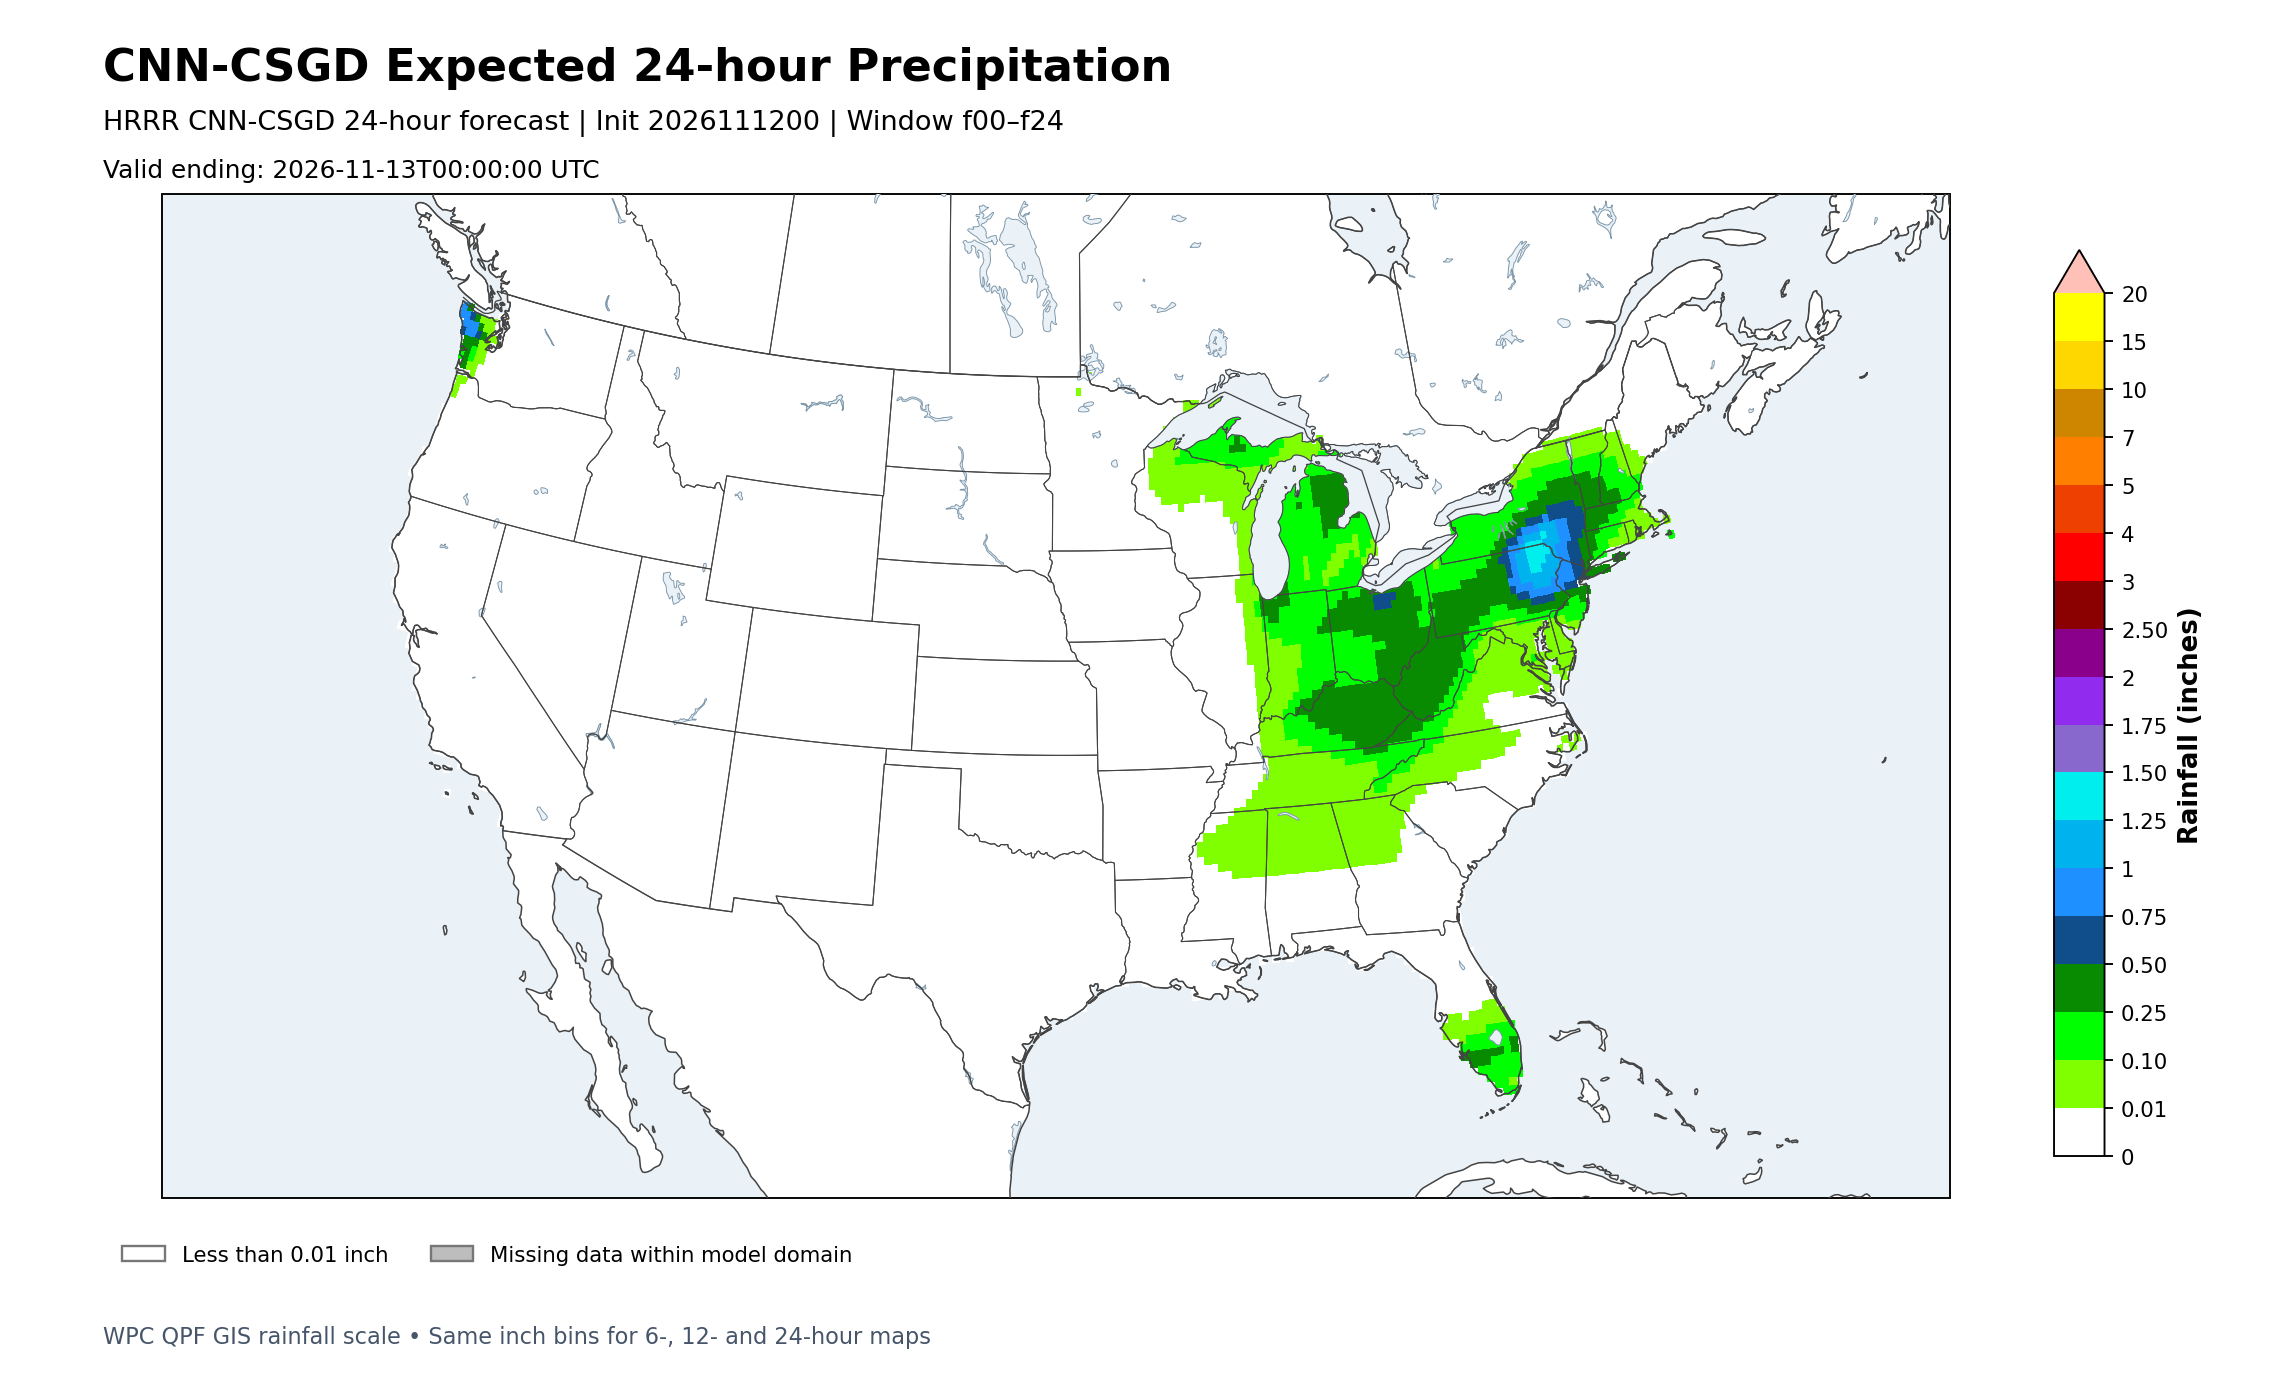 CNN-CSGD Expected 24-hour Precipitation
HRRR CNN-CSGD 24-hour forecast | Init 2026111200 | Window f00–f24
Valid ending: 2026-11-13T00:00:00 UTC
20
15
10
7
5
4
3
2.50
2
1.75
1.50
1.25
1
0.75
0.50
0.25
0.10
0.01
0
Rainfall (inches)
Less than 0.01 inch
Missing data within model domain
WPC QPF GIS rainfall scale • Same inch bins for 6-, 12- and 24-hour maps